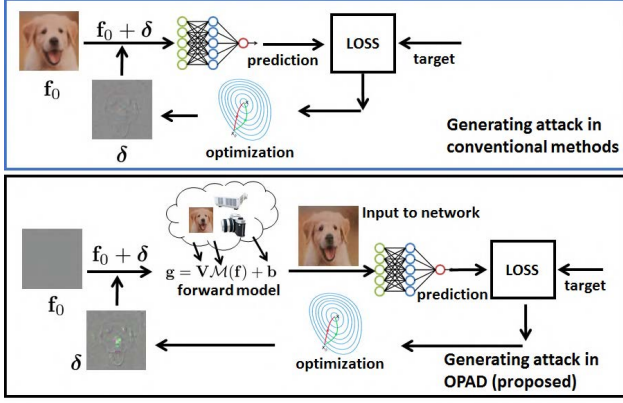 f₀ + δ
f₀
prediction
LOSS
target
δ
optimization
Generating attack in
conventional methods
f₀ + δ
f₀
g = VM(f) + b
forward model
Input to network
prediction
LOSS
target
δ
optimization
Generating attack in
OPAD (proposed)